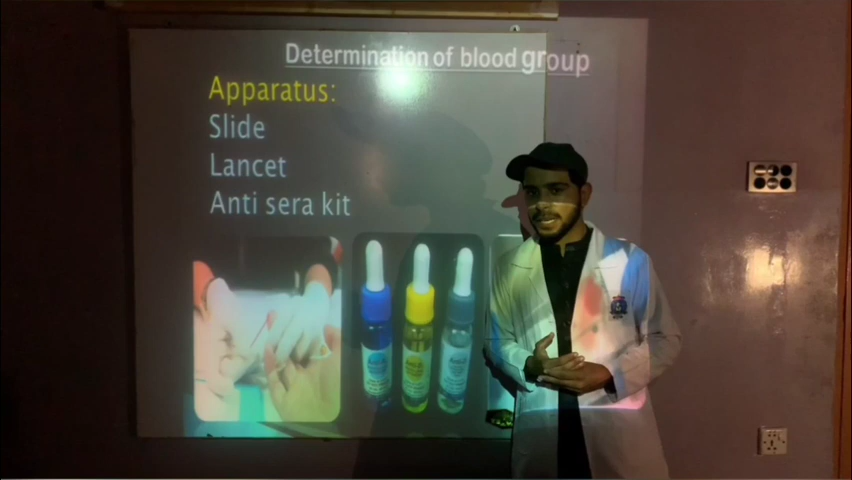 Determination of blood group
Apparatus:
Slide
Lancet
Anti sera kit